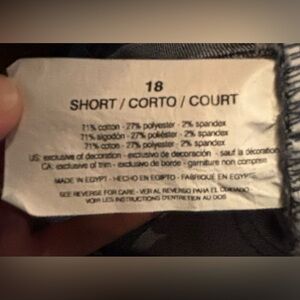 18
SHORT / CORTO / COURT
71% cotton - 27% polyester - 2% spandex
71% algodón - 27% poliéster - 2% spandex
71% coton - 27% polyester - 2% spandex
US: exclusive of decoration - exclusivo de decoración - sauf la décoration
CA: exclusive of trim - exclusivo de borde - garniture non compris
MADE IN EGYPT - HECHO EN EGIPTO - FABRIQUÉ EN EGYPTE
SEE REVERSE FOR CARE - VER AL REVERSO PARA EL CUIDADO
VOIR LES INSTRUCTIONS D'ENTRETIEN AU DOS